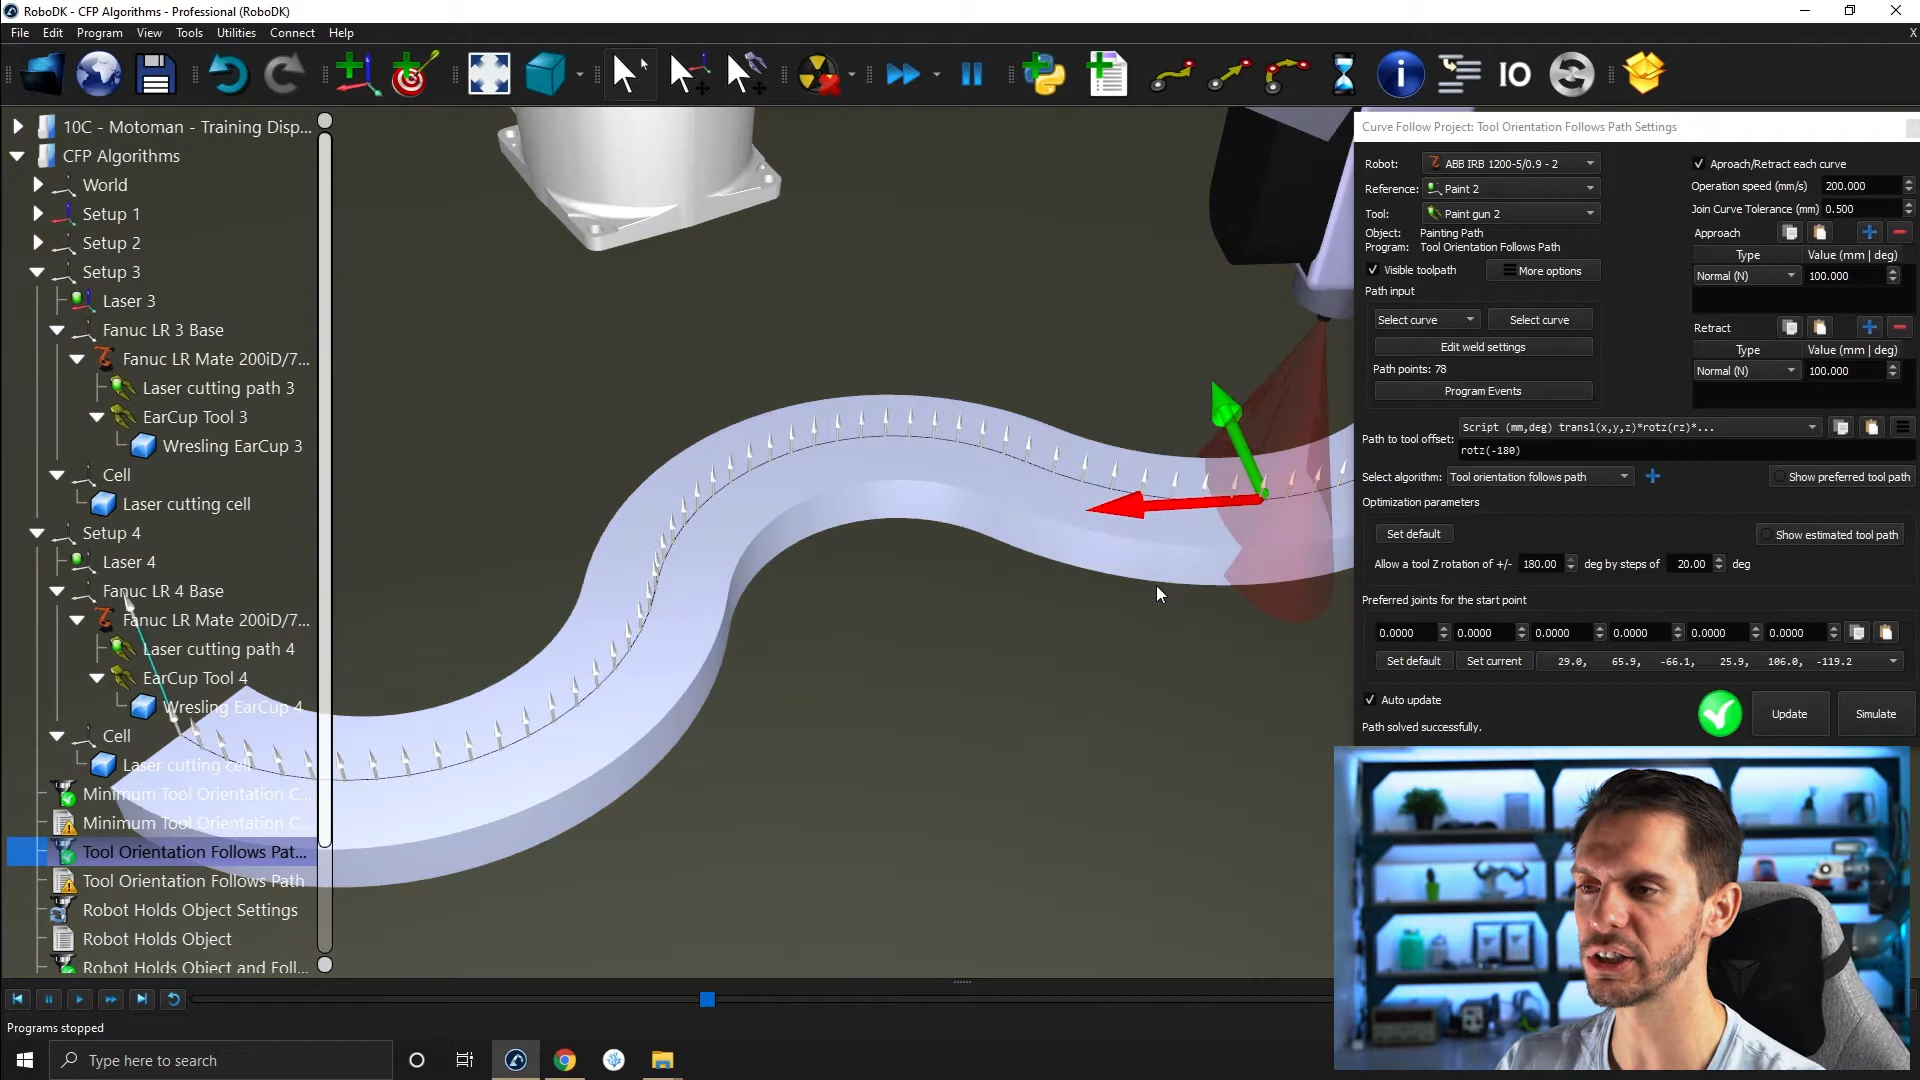 RoboDK - CFP Algorithms - Professional (RoboDK)
File Edit Program View Tools Utilities Connect Help
X
IO
10C - Motoman - Training Disp...
CFP Algorithms
World
Setup 1
Setup 2
Setup 3
Laser 3
Fanuc LR 3 Base
Fanuc LR Mate 200iD/7...
Laser cutting path 3
EarCup Tool 3
Wresling EarCup 3
Cell
Laser cutting cell
Setup 4
Laser 4
Fanuc LR 4 Base
Fanuc LR Mate 200iD/7...
Laser cutting path 4
EarCup Tool 4
Wresling EarCup 4
Cell
Laser cutting cell
Minimum Tool Orientation C...
Minimum Tool Orientation C...
Tool Orientation Follows Pat...
Tool Orientation Follows Path
Robot Holds Object Settings
Robot Holds Object
Robot Holds Object and Foll...
Curve Follow Project: Tool Orientation Follows Path Settings
Robot: ABB IRB 1200-5/0.9 - 2
Reference: Paint 2
Tool: Paint gun 2
Object: Painting Path
Program: Tool Orientation Follows Path
Visible toolpath More options
Path input
Select curve Select curve
Edit weld settings
Path points: 78
Program Events
Aproach/Retract each curve
Operation speed (mm/s) 200.000
Join Curve Tolerance (mm) 0.500
Approach
Type Value (mm | deg)
Normal (N) 100.000
Retract
Type Value (mm | deg)
Normal (N) 100.000
Path to tool offset: Script (mm,deg) transl(x,y,z)*rotz(rz)*...
rotz(-180)
Select algorithm: Tool orientation follows path Show preferred tool path
Optimization parameters
Set default Show estimated tool path
Allow a tool Z rotation of +/- 180.00 deg by steps of 20.00 deg
Preferred joints for the start point
0.0000 0.0000 0.0000 0.0000 0.0000 0.0000
Set default Set current 29.0, 65.9, -66.1, 25.9, 106.0, -119.2
Auto update
Path solved successfully.
Update Simulate
Programs stopped
Type here to search